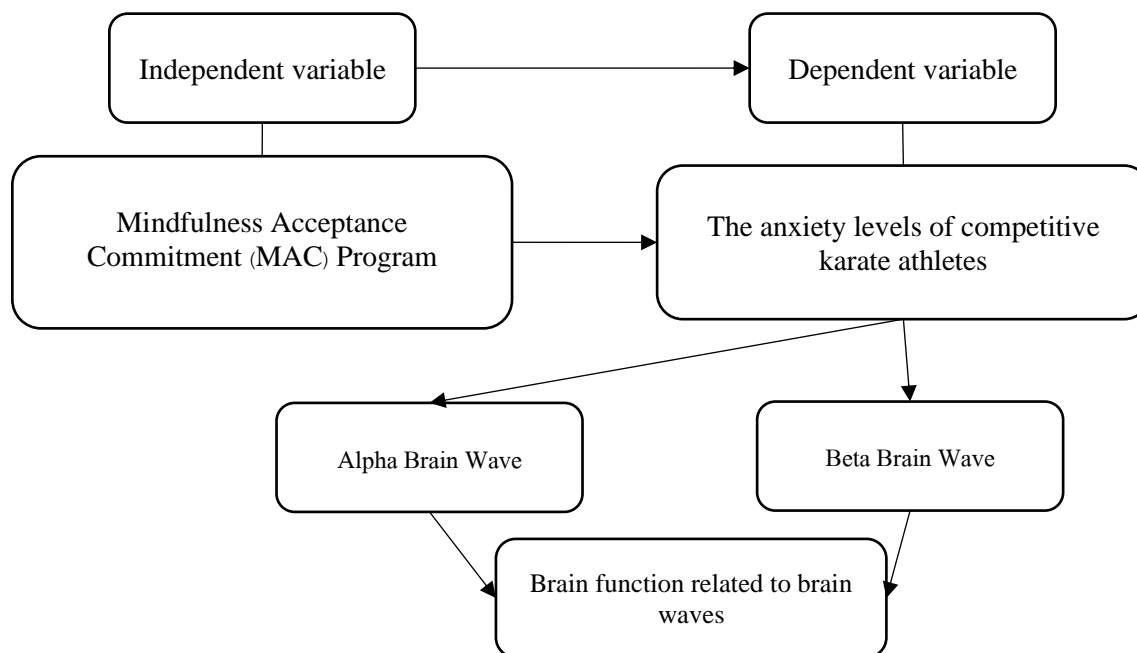 Independent variable
Dependent variable
Mindfulness Acceptance
Commitment (MAC) Program
The anxiety levels of competitive
karate athletes
Alpha Brain Wave
Beta Brain Wave
Brain function related to brain
waves